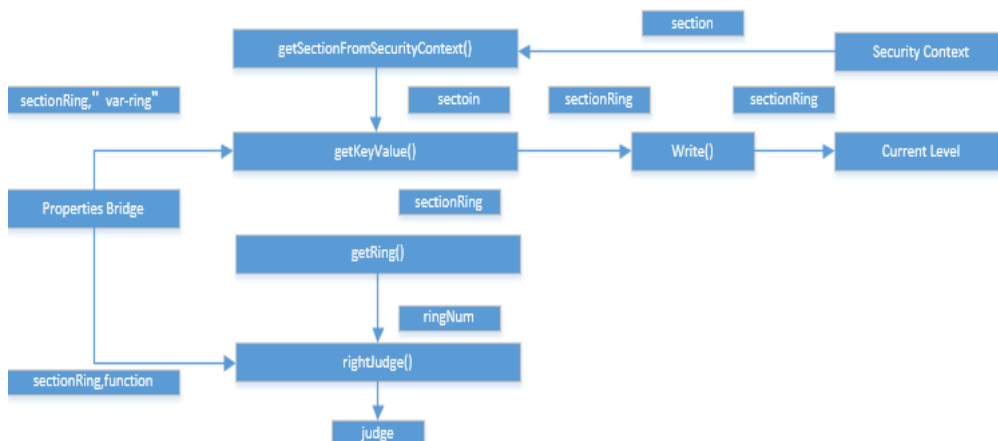 section
getSectionFromSecurityContext()
Security Context
sectionRing," var-ring"
sectoin
sectionRing
sectionRing
getKeyValue()
Write()
Current Level
Properties Bridge
sectionRing
getRing()
ringNum
rightJudge()
sectionRing,function
judge